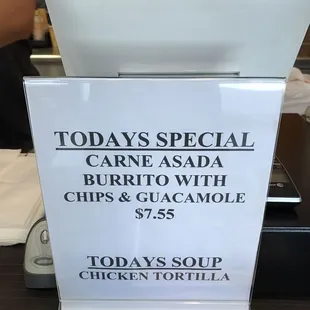 TODAYS SPECIAL
CARNE ASADA
BURRITO WITH
CHIPS & GUACAMOLE
$7.55
TODAYS SOUP
CHICKEN TORTILLA